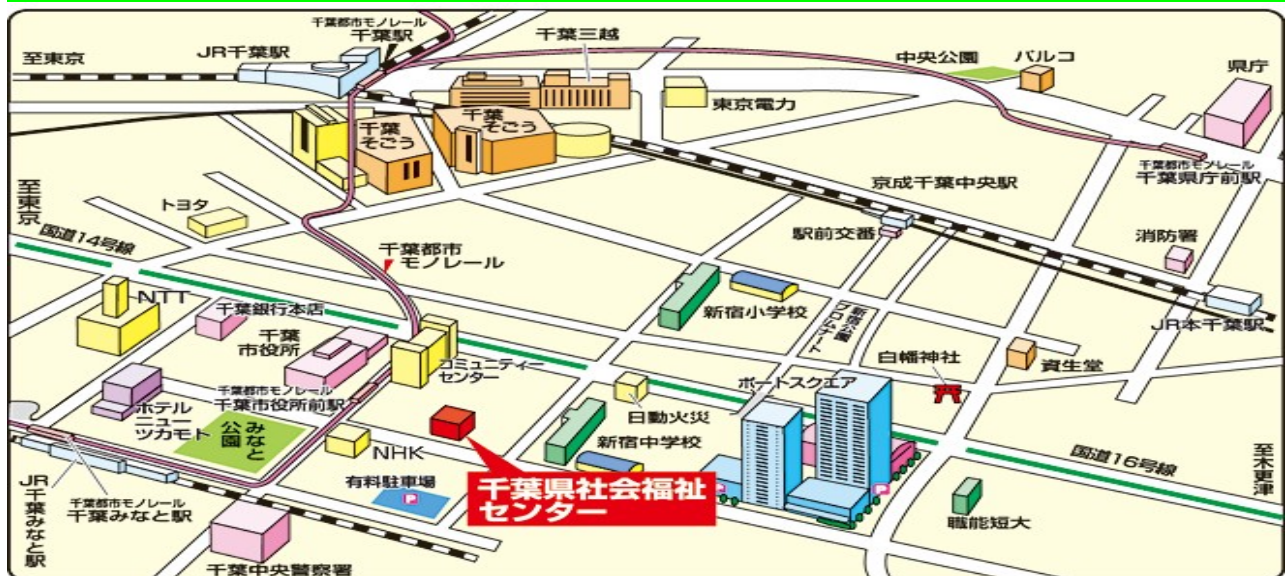 千葉都市モノレール
千葉駅
JR千葉駅
至東京
千葉三越
中央公園
パルコ
県庁
東京電力
千葉
そごう
千葉
そごう
千葉都市モノレール
千葉県庁前駅
京成千葉中央駅
至東京
トヨタ
国道14号線
駅前交番
消防署
千葉都市
モノレール
NTT
千葉銀行本店
新宿小学校
新宿公園
プロムナード
JR本千葉駅
千葉
市役所
コミュニティー
センター
白幡神社
資生堂
ポートスクエア
千葉都市モノレール
千葉市役所前駅
ホテル
ニュー
ツカモト
みなと
公園
日動火災
新宿中学校
NHK
国道16号線
至木更津
有料駐車場
P
千葉県社会福祉
センター
P
P
JR千葉みなと駅
千葉都市モノレール
千葉みなと駅
職能短大
千葉中央警察署